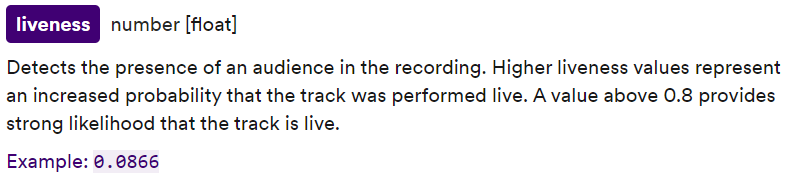 liveness number [float]
Detects the presence of an audience in the recording. Higher liveness values represent
an increased probability that the track was performed live. A value above 0.8 provides
strong likelihood that the track is live.
Example: 0.0866